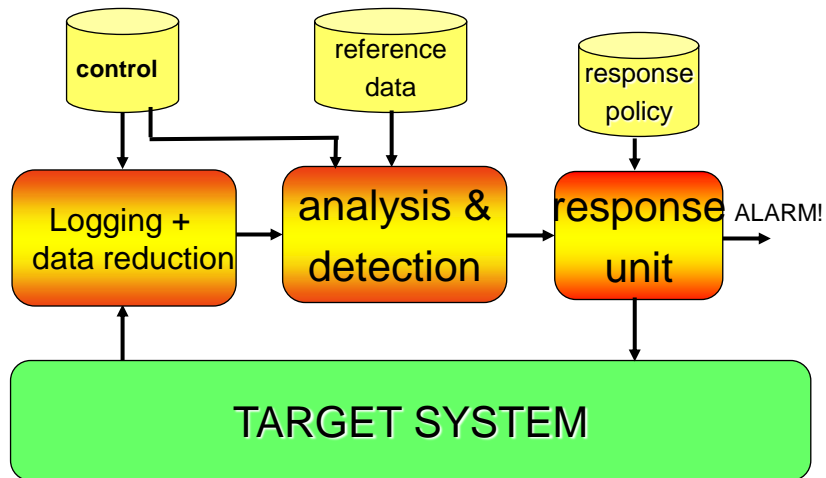 control
reference
data
response
policy
Logging +
data reduction
analysis &
detection
response
unit
ALARM!
TARGET SYSTEM